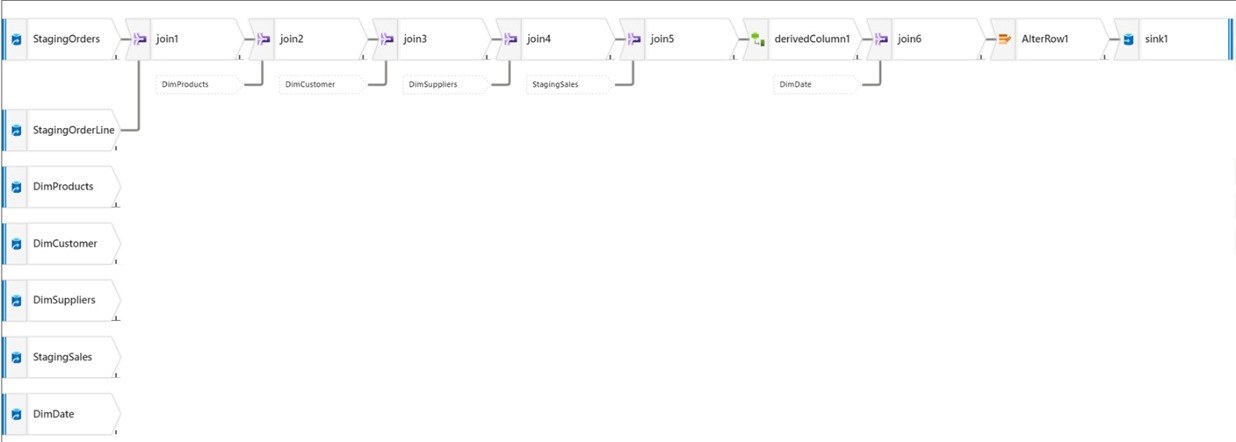 StagingOrders
join1
join2
join3
join4
join5
derivedColumn1
join6
AlterRow1
sink1
DimProducts
DimCustomer
DimSuppliers
StagingSales
DimDate
StagingOrderLine
DimProducts
DimCustomer
DimSuppliers
StagingSales
DimDate